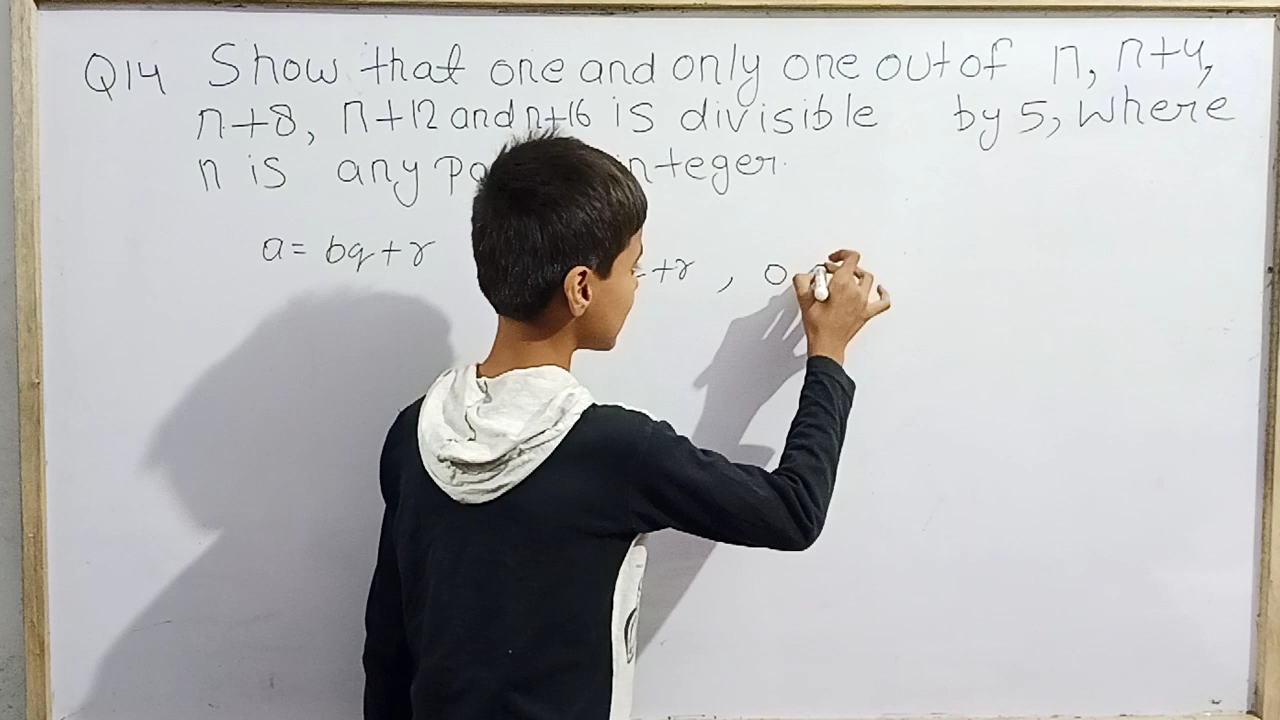 Q14 Show that one and only one out of n, n+4,
n+8, n+12 and n+16 is divisible by 5, where
n is any integer.
a = bq + r + r , 0